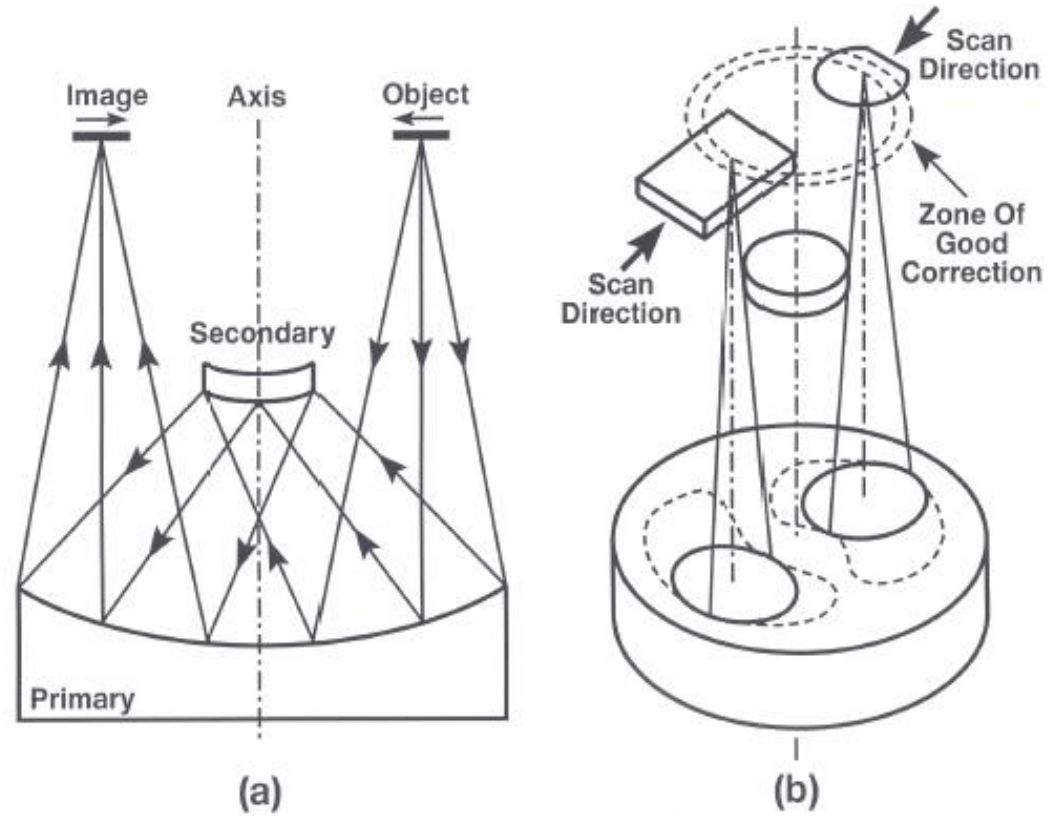 Image
Axis
Object
Secondary
Primary
(a)
Scan
Direction
Zone Of
Good
Correction
Scan
Direction
(b)